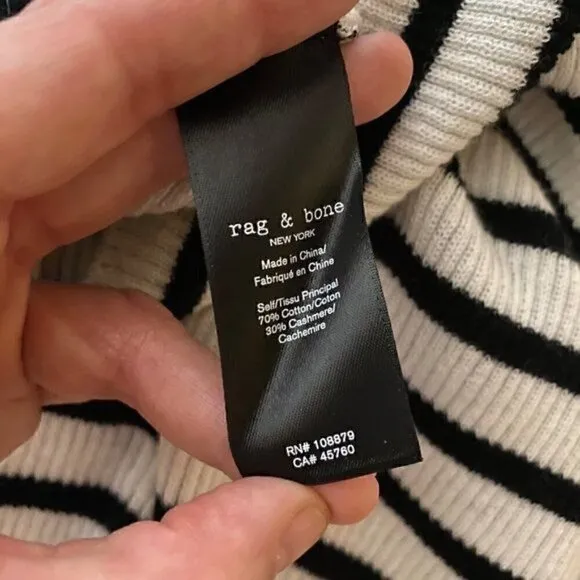 rag & bone
NEW YORK
Made in China/
Fabriqué en Chine
Self/Tissu Principal
70% Cotton/Coton
30% Cashmere/
Cachemire
RN# 108879
CA# 45760